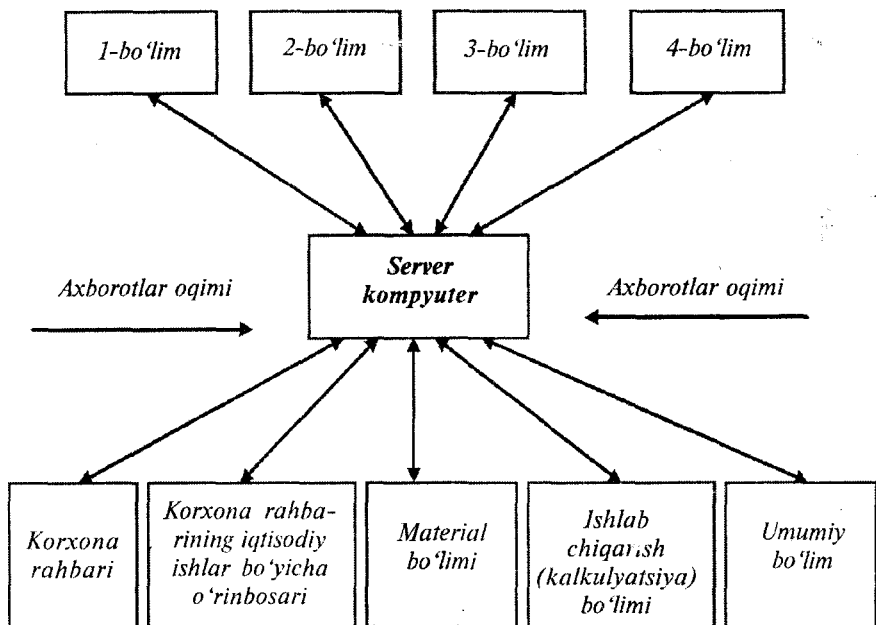 1-bo‘lim
2-bo‘lim
3-bo‘lim
4-bo‘lim
Server
kompyuter
Axborotlar oqimi
Axborotlar oqimi
Korxona
rahbari
Korxona rahba-
rining iqtisodiy
ishlar bo‘yicha
o‘rinbosari
Material
bo‘limi
Ishlab
chiqarish
(kalkulyatsiya)
bo‘limi
Umumiy
bo‘lim